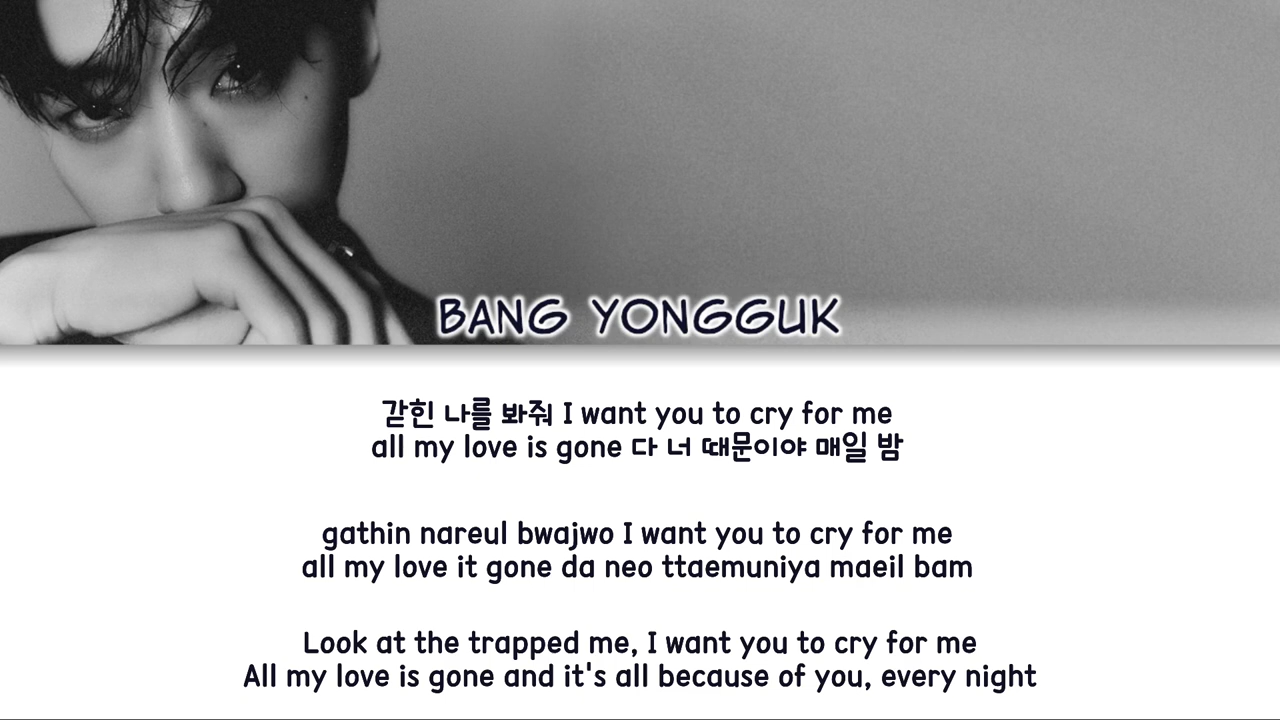 BANG YONGGUK
갇힌 나를 봐줘 I want you to cry for me
all my love is gone 다 너 때문이야 매일 밤
gathin nareul bwajwo I want you to cry for me
all my love it gone da neo ttaemuniya maeil bam
Look at the trapped me, I want you to cry for me
All my love is gone and it's all because of you, every night